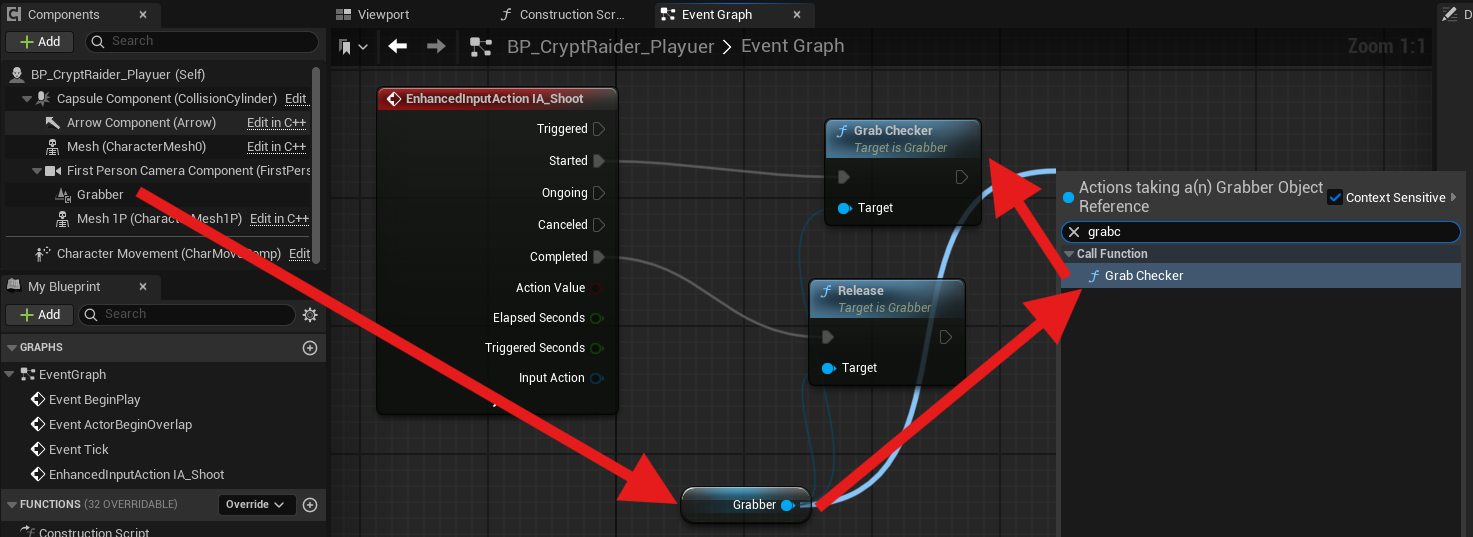 Components
Viewport
Construction Scr...
Event Graph
D
Add
Search
BP_CryptRaider_Playuer
Event Graph
Zoom 1:1
BP_CryptRaider_Playuer (Self)
Capsule Component (CollisionCylinder)
Edit
Arrow Component (Arrow)
Edit in C++
Mesh (CharacterMesh0)
Edit in C++
First Person Camera Component (FirstPers
Grabber
Mesh 1P (CharacterMesh1P)
Edit in C++
Character Movement (CharMoveComp)
Edit
My Blueprint
Add
Search
GRAPHS
EventGraph
Event BeginPlay
Event ActorBeginOverlap
Event Tick
EnhancedInputAction IA_Shoot
FUNCTIONS (32 OVERRIDABLE)
Override
Construction Script
EnhancedInputAction IA_Shoot
Triggered
Started
Ongoing
Canceled
Completed
Action Value
Elapsed Seconds
Triggered Seconds
Input Action
Grab Checker
Target is Grabber
Target
Release
Target is Grabber
Target
Grabber
Actions taking a(n) Grabber Object
Reference
Context Sensitive
grabc
Call Function
Grab Checker